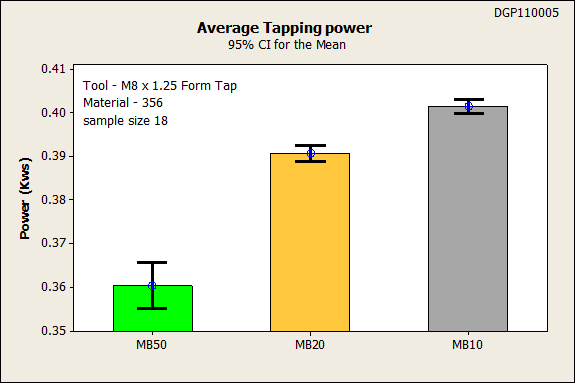 DGP110005
Average Tapping power
95% CI for the Mean
Tool - M8 x 1.25 Form Tap
Material - 356
sample size 18
Power (Kws)
0.41
0.40
0.39
0.38
0.37
0.36
0.35
MB50 MB20 MB10